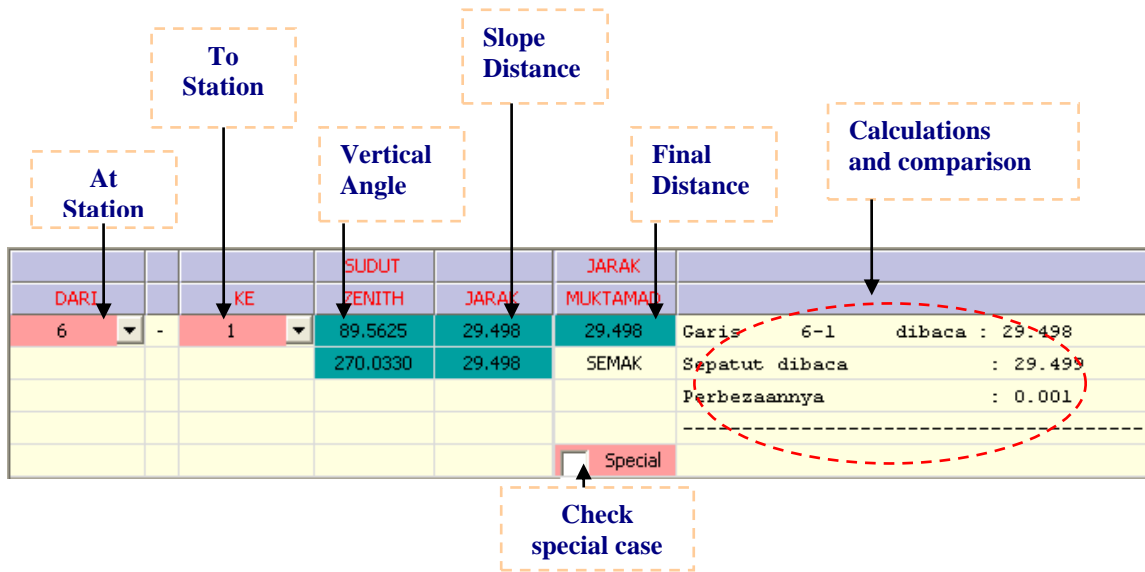 To
Station
Slope
Distance
Calculations
and comparison
Vertical
Angle
Final
Distance
At
Station
SUDUT JARAK
DARI KE ZENITH JARAK MUKTAMAD
6 - 1 89.5625 29.498 29.498 Garis 6-1 dibaca : 29.498
270.0330 29.498 SEMAK Sepatut dibaca : 29.499
Perbezaannya : 0.001
----------------------------------------
Special
Check
special case